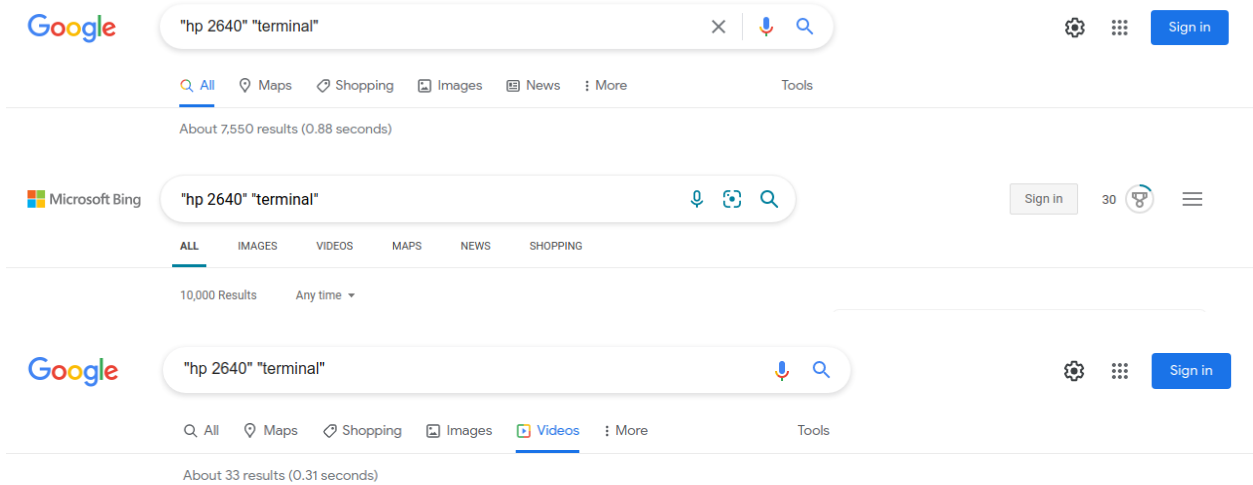 Google "hp 2640" "terminal" Sign in
All Maps Shopping Images News More Tools
About 7,550 results (0.88 seconds)
Microsoft Bing "hp 2640" "terminal" Sign in 30
ALL IMAGES VIDEOS MAPS NEWS SHOPPING
10,000 Results Any time
Google "hp 2640" "terminal" Sign in
All Maps Shopping Images Videos More Tools
About 33 results (0.31 seconds)